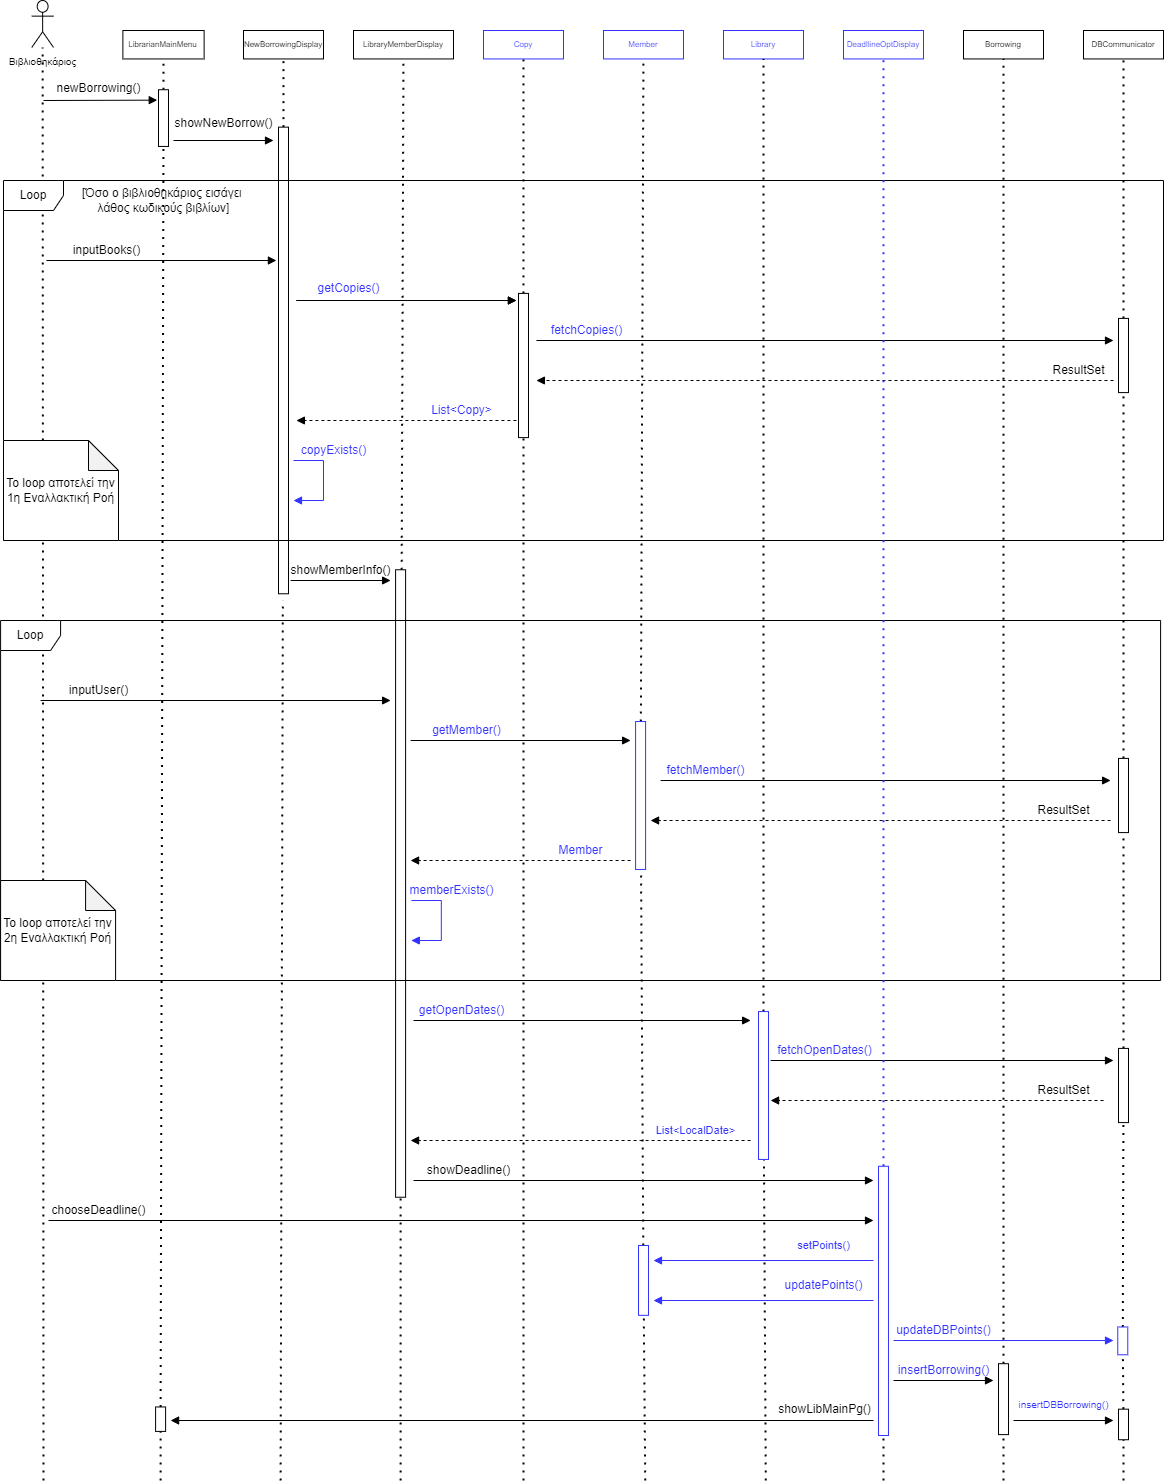 Βιβλιοθηκάριος
LibrarianMainMenu
NewBorrowingDisplay
LibraryMemberDisplay
Copy
Member
Library
DeadlineOptDisplay
Borrowing
DBCommunicator
newBorrowing()
showNewBorrow()
Loop
[Όσο ο βιβλιοθηκάριος εισάγει
λάθος κωδικούς βιβλίων]
inputBooks()
getCopies()
fetchCopies()
ResultSet
List<Copy>
copyExists()
Το loop αποτελεί την
1η Εναλλακτική Ροή
showMemberInfo()
Loop
inputUser()
getMember()
fetchMember()
ResultSet
Member
memberExists()
Το loop αποτελεί την
2η Εναλλακτική Ροή
getOpenDates()
fetchOpenDates()
ResultSet
List<LocalDate>
showDeadline()
chooseDeadline()
setPoints()
updatePoints()
updateDBPoints()
insertBorrowing()
showLibMainPg()
insertDBBorrowing()